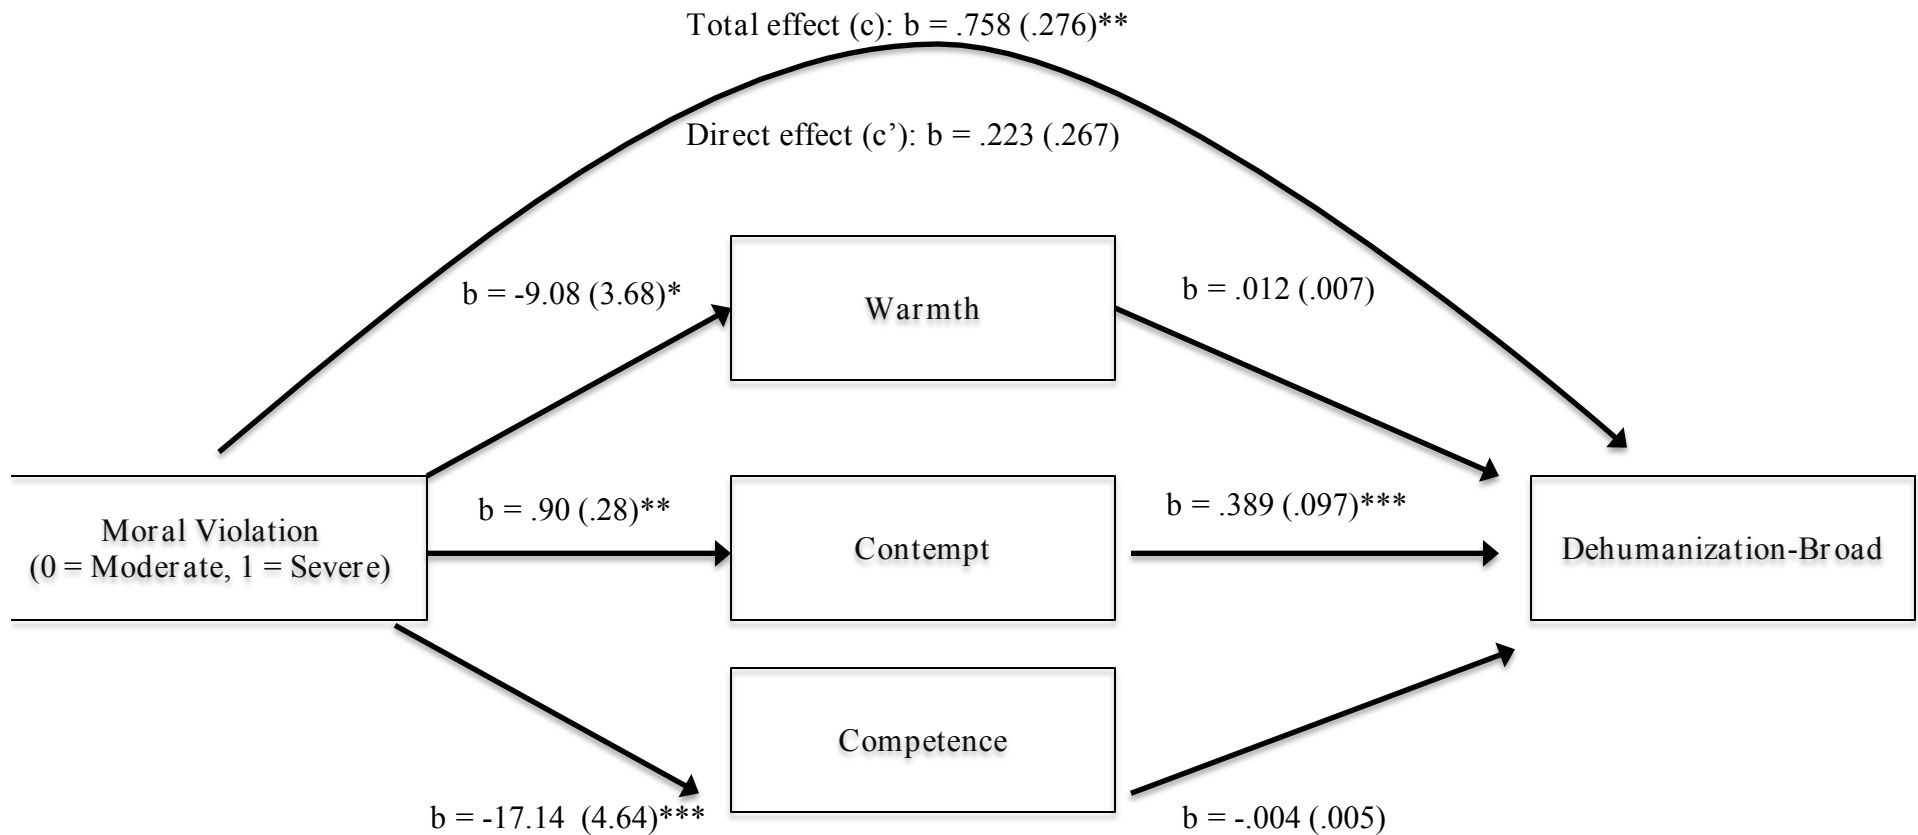 Total effect (c): b = .758 (.276)**
Direct effect (c’): b = .223 (.267)
b = -9.08 (3.68)*
Warmth
b = .012 (.007)
Moral Violation
(0 = Moderate, 1 = Severe)
b = .90 (.28)**
Contempt
b = .389 (.097)***
Dehumanization-Broad
Competence
b = -17.14 (4.64)***
b = -.004 (.005)